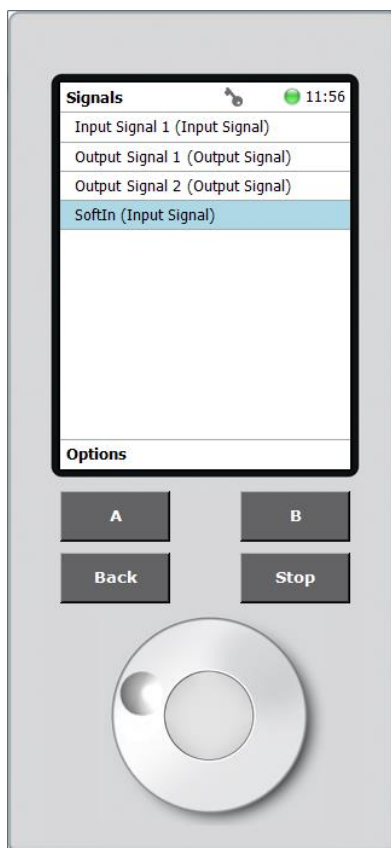 Signals 11:56
Input Signal 1 (Input Signal)
Output Signal 1 (Output Signal)
Output Signal 2 (Output Signal)
SoftIn (Input Signal)
Options
A B
Back Stop